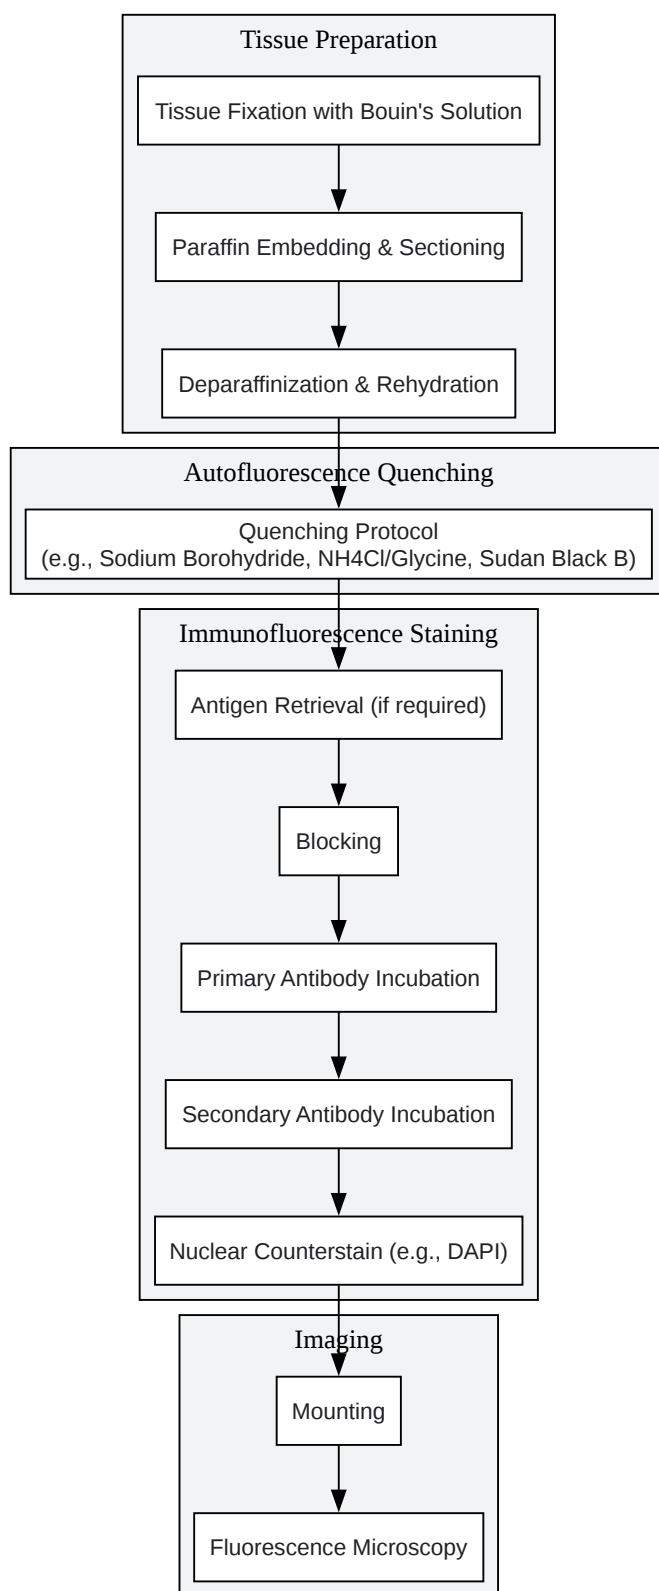 Tissue Preparation
Tissue Fixation with Bouin's Solution
Paraffin Embedding & Sectioning
Deparaffinization & Rehydration
Autofluorescence Quenching
Quenching Protocol
(e.g., Sodium Borohydride, NH4Cl/Glycine, Sudan Black B)
Immunofluorescence Staining
Antigen Retrieval (if required)
Blocking
Primary Antibody Incubation
Secondary Antibody Incubation
Nuclear Counterstain (e.g., DAPI)
Imaging
Mounting
Fluorescence Microscopy